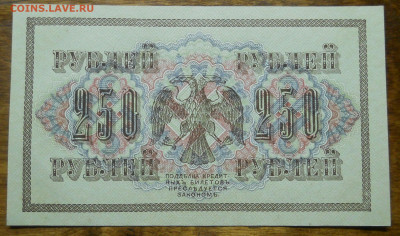 COINS.LAVE.RU
РУБЛЕЙ РУБЛЕЙ
250 250
РУБЛЕЙ РУБЛЕЙ
ПОДДѢЛКА КРЕДИТ
НЫХЪ БИЛЕТОВЪ
ПРЕСЛѢДУЕТСЯ
ЗАКОНОМЪ